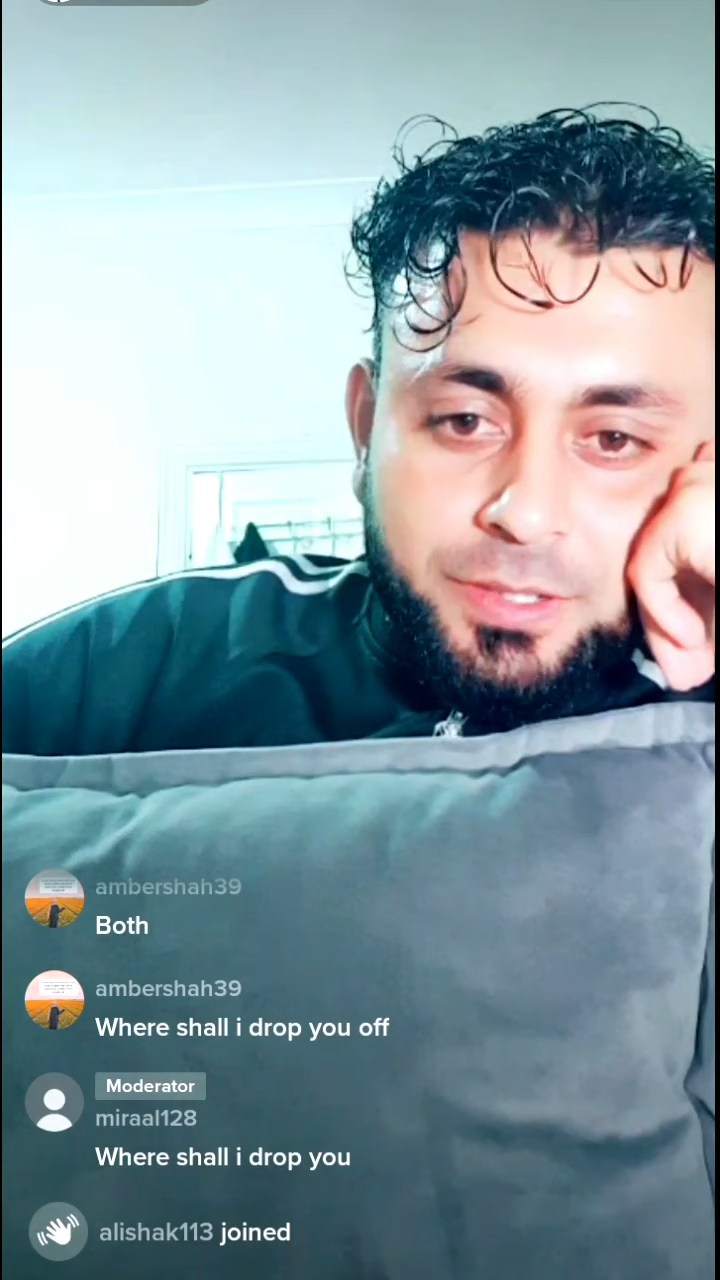 ambershah39
Both
ambershah39
Where shall i drop you off
Moderator
miraal128
Where shall i drop you
alishak113 joined